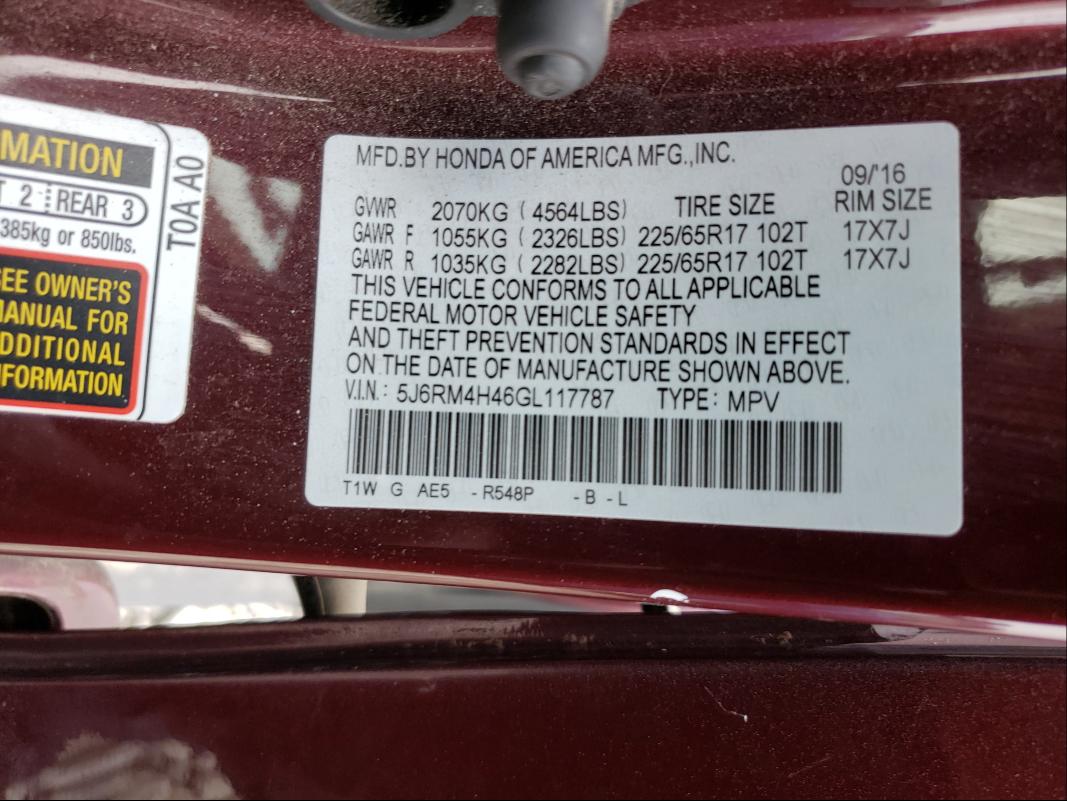 MATION
T 2 REAR 3
385kg or 850lbs.
SEE OWNER'S
MANUAL FOR
ADDITIONAL
NFORMATION
T0A A0
MFD.BY HONDA OF AMERICA MFG.,INC.
09/'16
GVWR 2070KG ( 4564LBS) TIRE SIZE RIM SIZE
GAWR F 1055KG ( 2326LBS) 225/65R17 102T 17X7J
GAWR R 1035KG ( 2282LBS) 225/65R17 102T 17X7J
THIS VEHICLE CONFORMS TO ALL APPLICABLE
FEDERAL MOTOR VEHICLE SAFETY
AND THEFT PREVENTION STANDARDS IN EFFECT
ON THE DATE OF MANUFACTURE SHOWN ABOVE.
V.I.N.: 5J6RM4H46GL117787 TYPE: MPV
T1W G AE5 -R548P -B -L